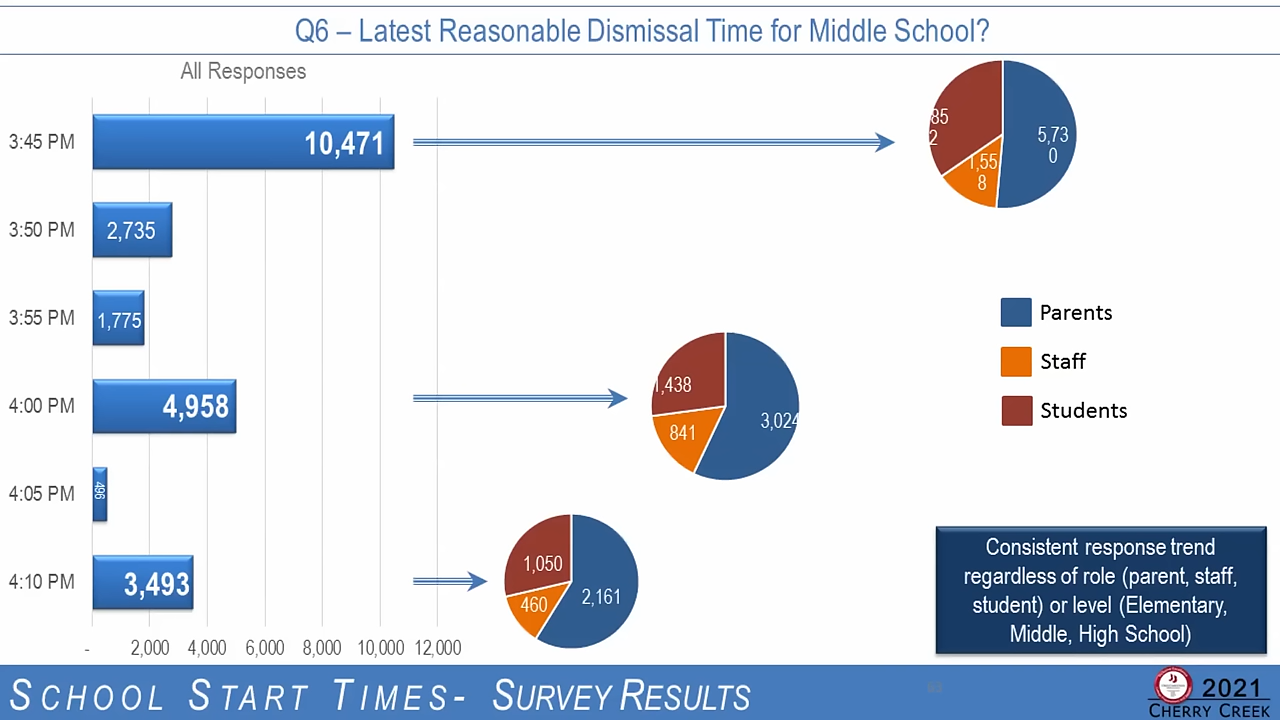 Q6 – Latest Reasonable Dismissal Time for Middle School?
All Responses
3:45 PM
10,471
3:50 PM
2,735
3:55 PM
1,775
4:00 PM
4,958
4:05 PM
496
4:10 PM
3,493
-
2,000
4,000
6,000
8,000
10,000
12,000
85
2
5,73
0
1,55
8
,438
841
3,024
1,050
460
2,161
Parents
Staff
Students
Consistent response trend
regardless of role (parent, staff,
student) or level (Elementary,
Middle, High School)
SCHOOL START TIMES- SURVEY RESULTS
2021
CHERRY CREEK